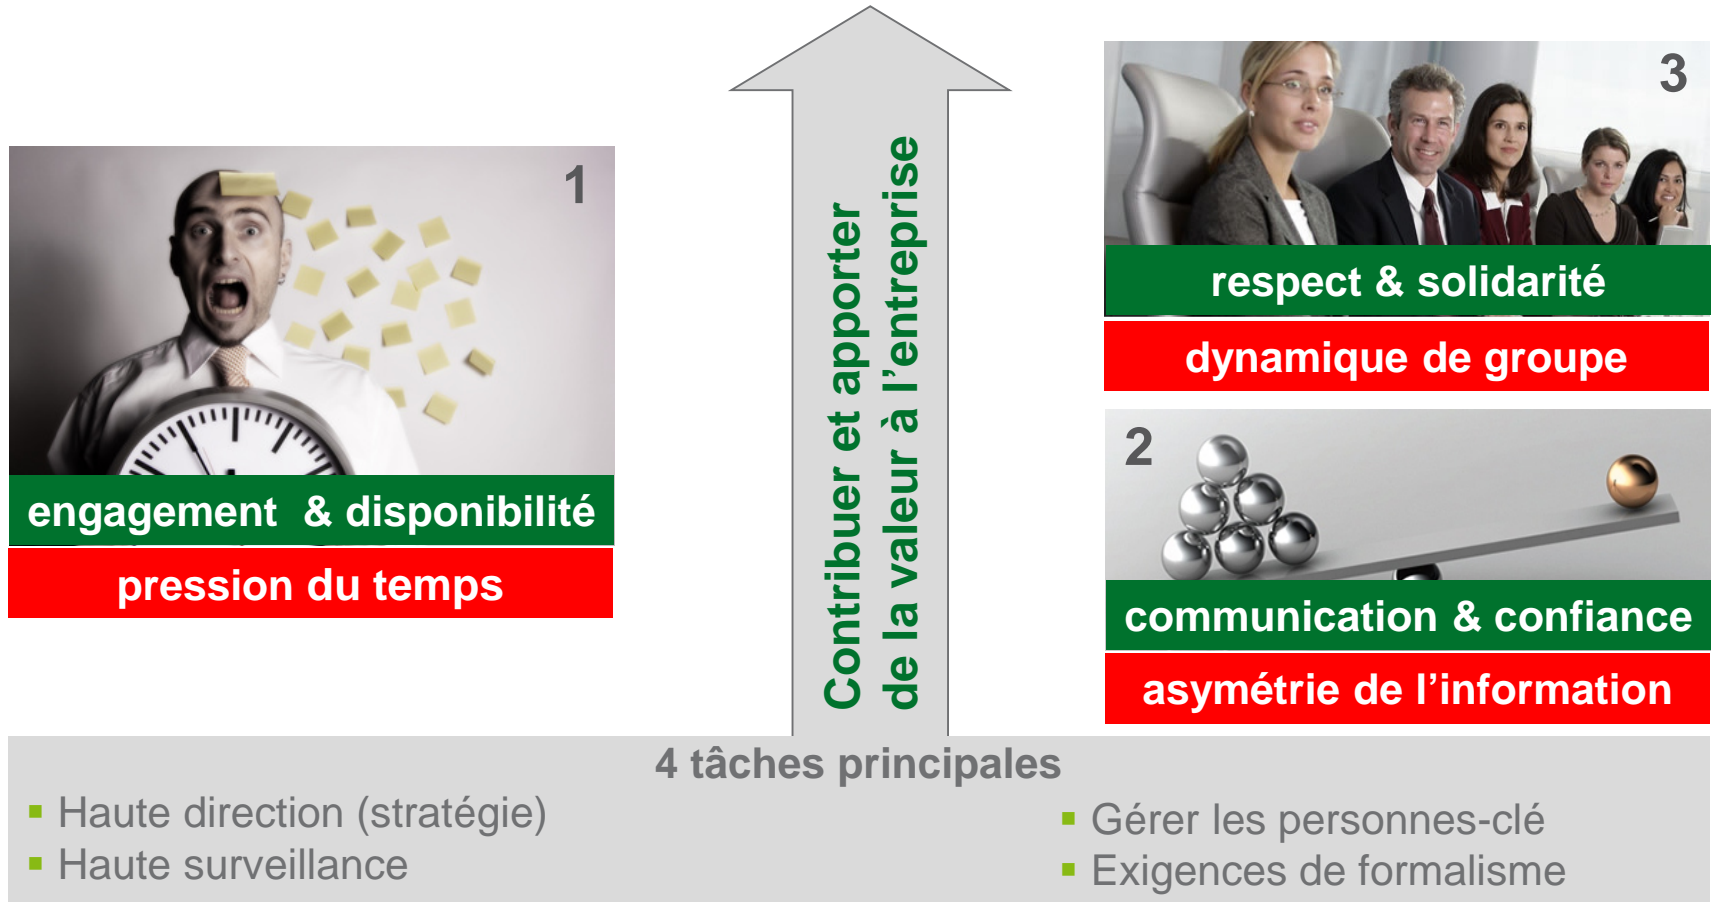 1
engagement & disponibilité
pression du temps
Contribuer et apporter
de la valeur à l’entreprise
3
respect & solidarité
dynamique de groupe
2
communication & confiance
asymétrie de l’information
4 tâches principales
Haute direction (stratégie)
Haute surveillance
Gérer les personnes-clé
Exigences de formalisme